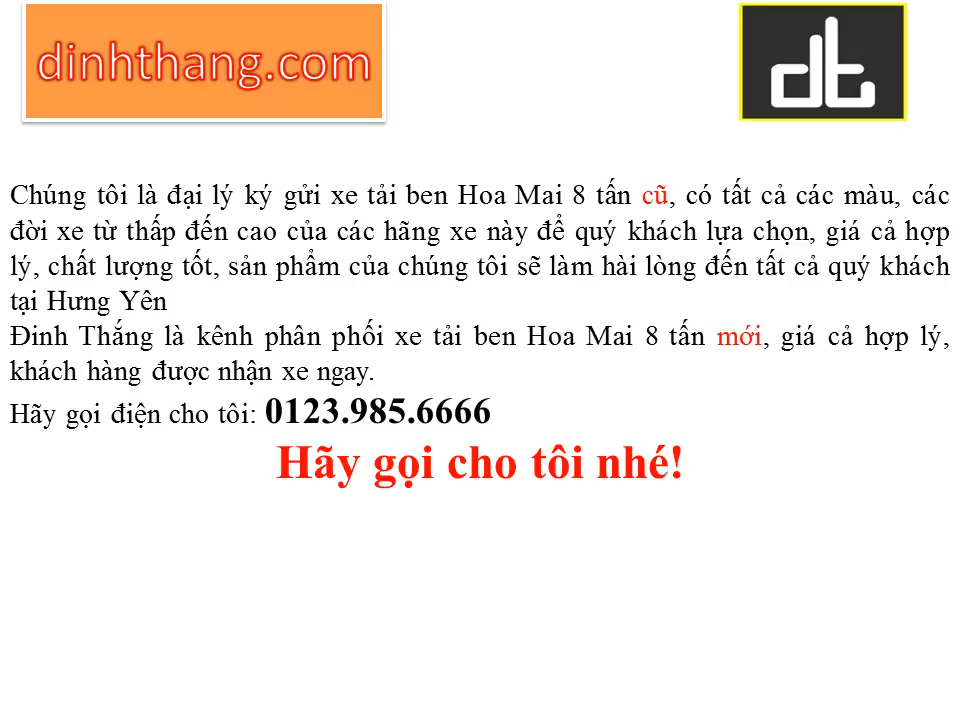 dinhthang.com
dt
Chúng tôi là đại lý ký gửi xe tải ben Hoa Mai 8 tấn cũ, có tất cả các màu, các
đời xe từ thấp đến cao của các hãng xe này để quý khách lựa chọn, giá cả hợp
lý, chất lượng tốt, sản phẩm của chúng tôi sẽ làm hài lòng đến tất cả quý khách
tại Hưng Yên
Đinh Thắng là kênh phân phối xe tải ben Hoa Mai 8 tấn mới, giá cả hợp lý,
khách hàng được nhận xe ngay.
Hãy gọi điện cho tôi: 0123.985.6666
Hãy gọi cho tôi nhé!